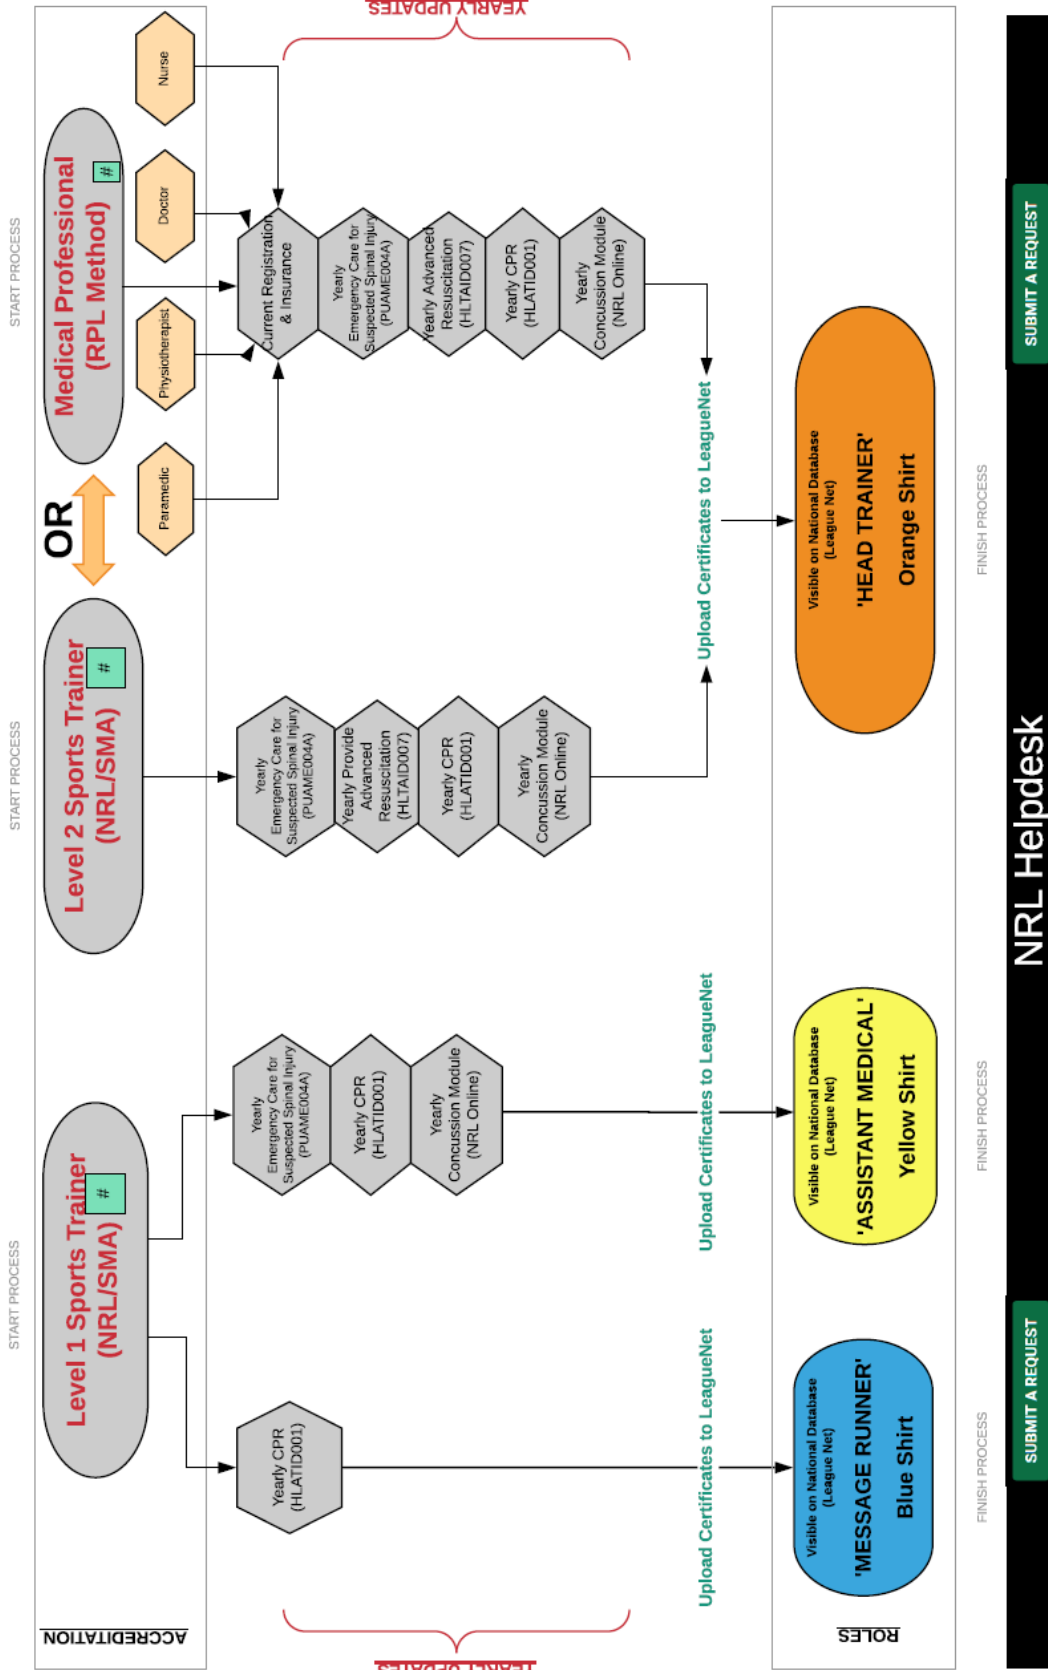 START PROCESS
START PROCESS
START PROCESS
ACCREDITATION
Level 1 Sports Trainer
(NRL/SMA)
#
Level 2 Sports Trainer
(NRL/SMA)
#
OR
Medical Professional
(RPL Method)
#
Paramedic
Physiotherapist
Doctor
Nurse
YEARLY UPDATES
Yearly CPR
(HLATID001)
Yearly
Emergency Care for
Suspected Spinal Injury
(PUAME004A)
Yearly CPR
(HLATID001)
Yearly
Concussion Module
(NRL Online)
Yearly
Emergency Care for
Suspected Spinal Injury
(PUAME004A)
Yearly Provide
Advanced
Resuscitation
(HLTAID007)
Yearly CPR
(HLATID001)
Yearly
Concussion Module
(NRL Online)
Current Registration
& Insurance
Yearly
Emergency Care for
Suspected Spinal Injury
(PUAME004A)
Yearly Advanced
Resuscitation
(HLTAID007)
Yearly CPR
(HLATID001)
Yearly
Concussion Module
(NRL Online)
YEARLY UPDATES
Upload Certificates to LeagueNet
Upload Certificates to LeagueNet
Upload Certificates to LeagueNet
ROLES
Visible on National Database
(League Net)
'MESSAGE RUNNER'
Blue Shirt
Visible on National Database
(League Net)
'ASSISTANT MEDICAL'
Yellow Shirt
Visible on National Database
(League Net)
'HEAD TRAINER'
Orange Shirt
FINISH PROCESS
FINISH PROCESS
FINISH PROCESS
SUBMIT A REQUEST
NRL Helpdesk
SUBMIT A REQUEST